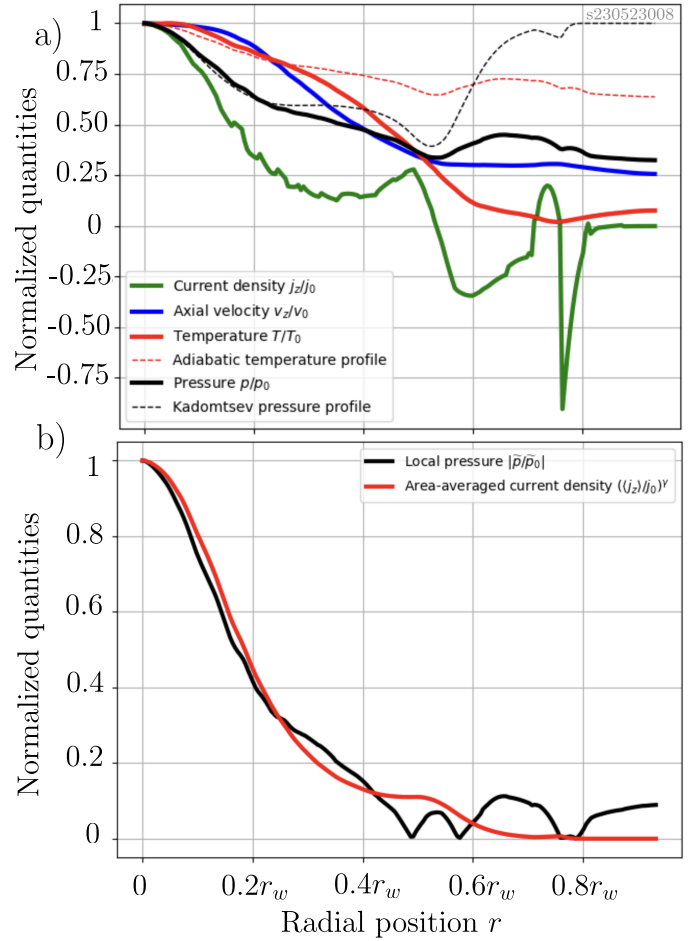 a)
s230523008
Normalized quantities
1
0.75
0.50
0.25
0
-0.25
-0.50
-0.75
Current density j_z/j_0
Axial velocity v_z/v_0
Temperature T/T_0
Adiabatic temperature profile
Pressure p/p_0
Kadomtsev pressure profile
b)
Normalized quantities
1
0.8
0.6
0.4
0.2
0
Local pressure |p̃/p̃_0|
Area-averaged current density (⟨j_z⟩/j_0)^γ
0 0.2r_w 0.4r_w 0.6r_w 0.8r_w
Radial position r